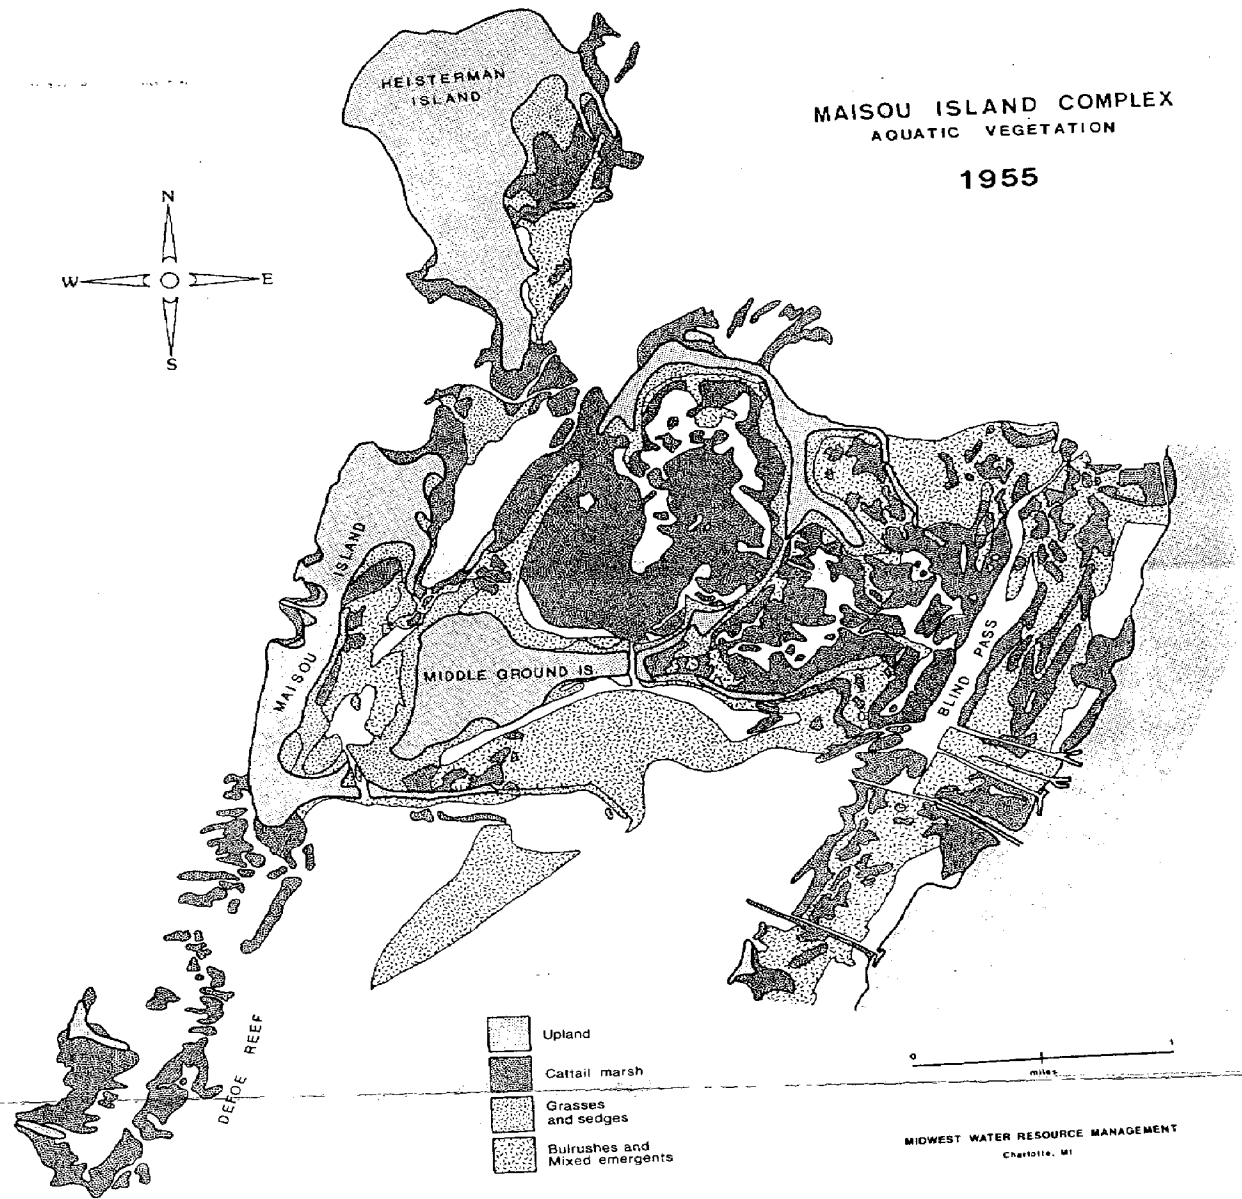 HEISTERMAN
ISLAND
MAISOU ISLAND COMPLEX
AQUATIC VEGETATION
1955
N
W
E
S
MAISOU ISLAND
MIDDLE GROUND IS
BLIND PASS
DEFOE REEF
Upland
Cattail marsh
Grasses
and sedges
Bulrushes and
Mixed emergents
0 1
miles
MIDWEST WATER RESOURCE MANAGEMENT
Charlotte, MI